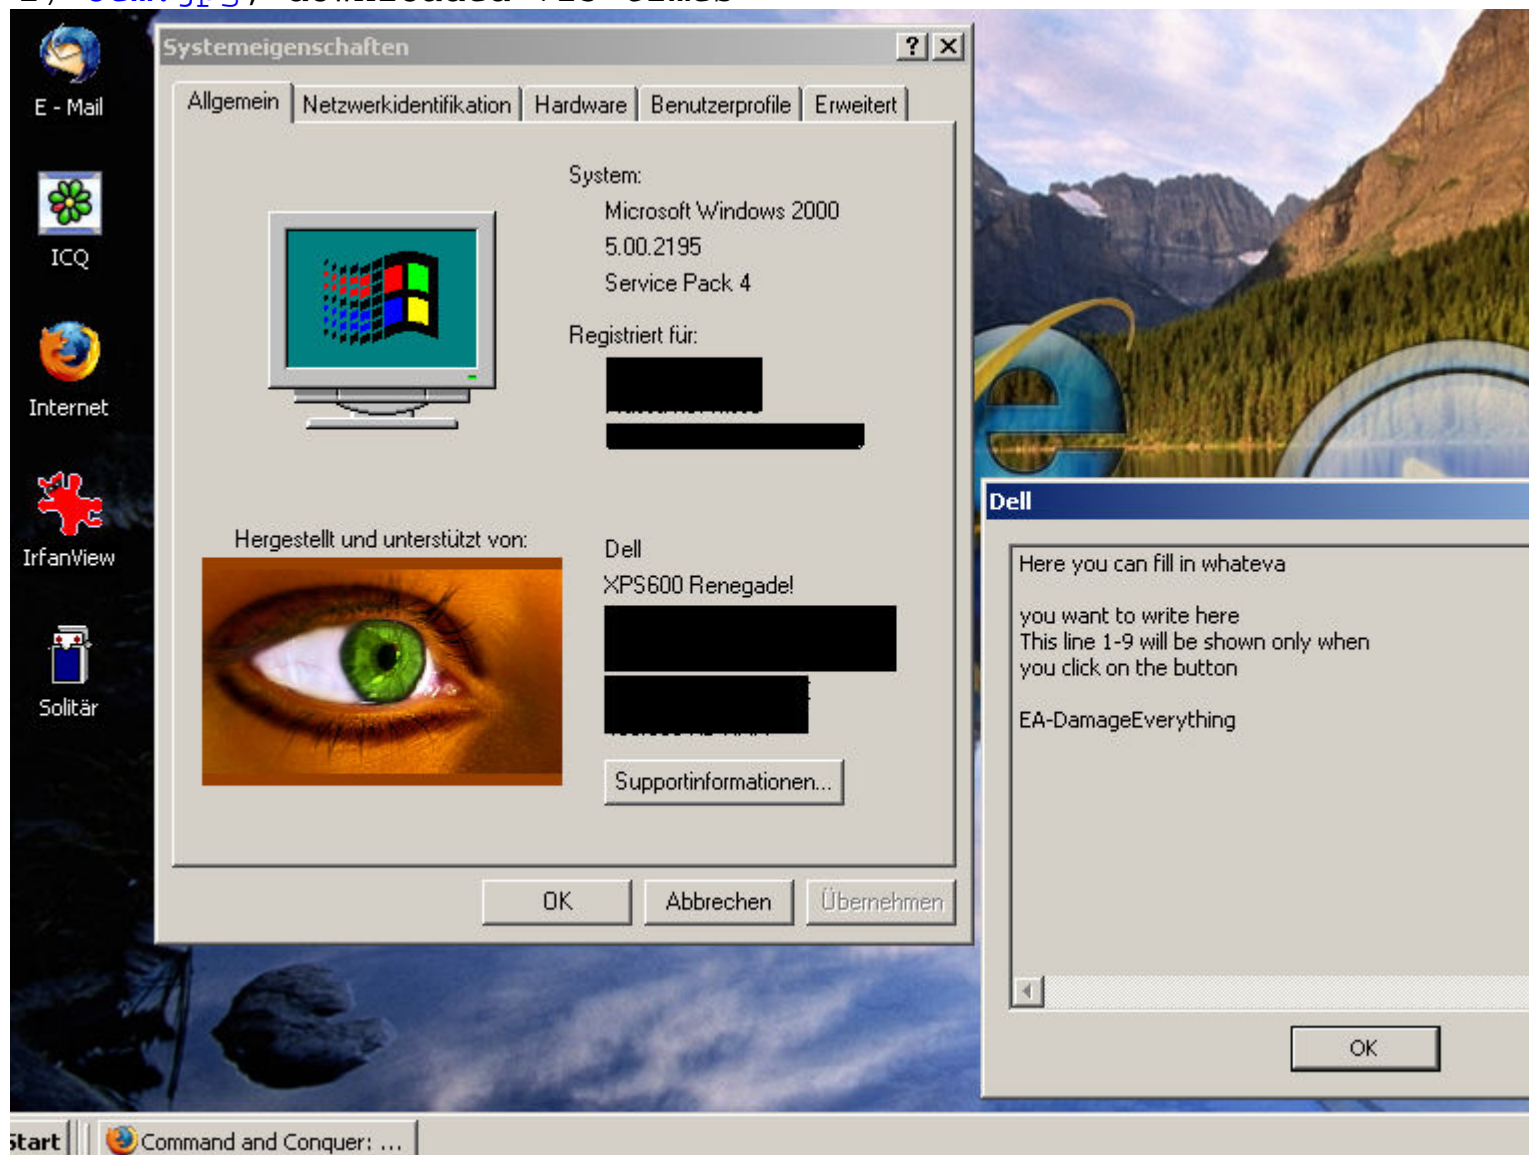 Systemeigenschaften
Allgemein Netzwerkidentifikation Hardware Benutzerprofile Erweitert
System:
Microsoft Windows 2000
5.00.2195
Service Pack 4
Registriert für:
Hergestellt und unterstützt von:
Dell
XPS600 Renegade!
Supportinformationen...
OK Abbrechen Übernehmen
E - Mail
ICQ
Internet
IrfanView
Solitär
Dell
Here you can fill in whateva
you want to write here
This line 1-9 will be shown only when
you click on the button
EA-DamageEverything
OK
Start Command and Conquer: ...